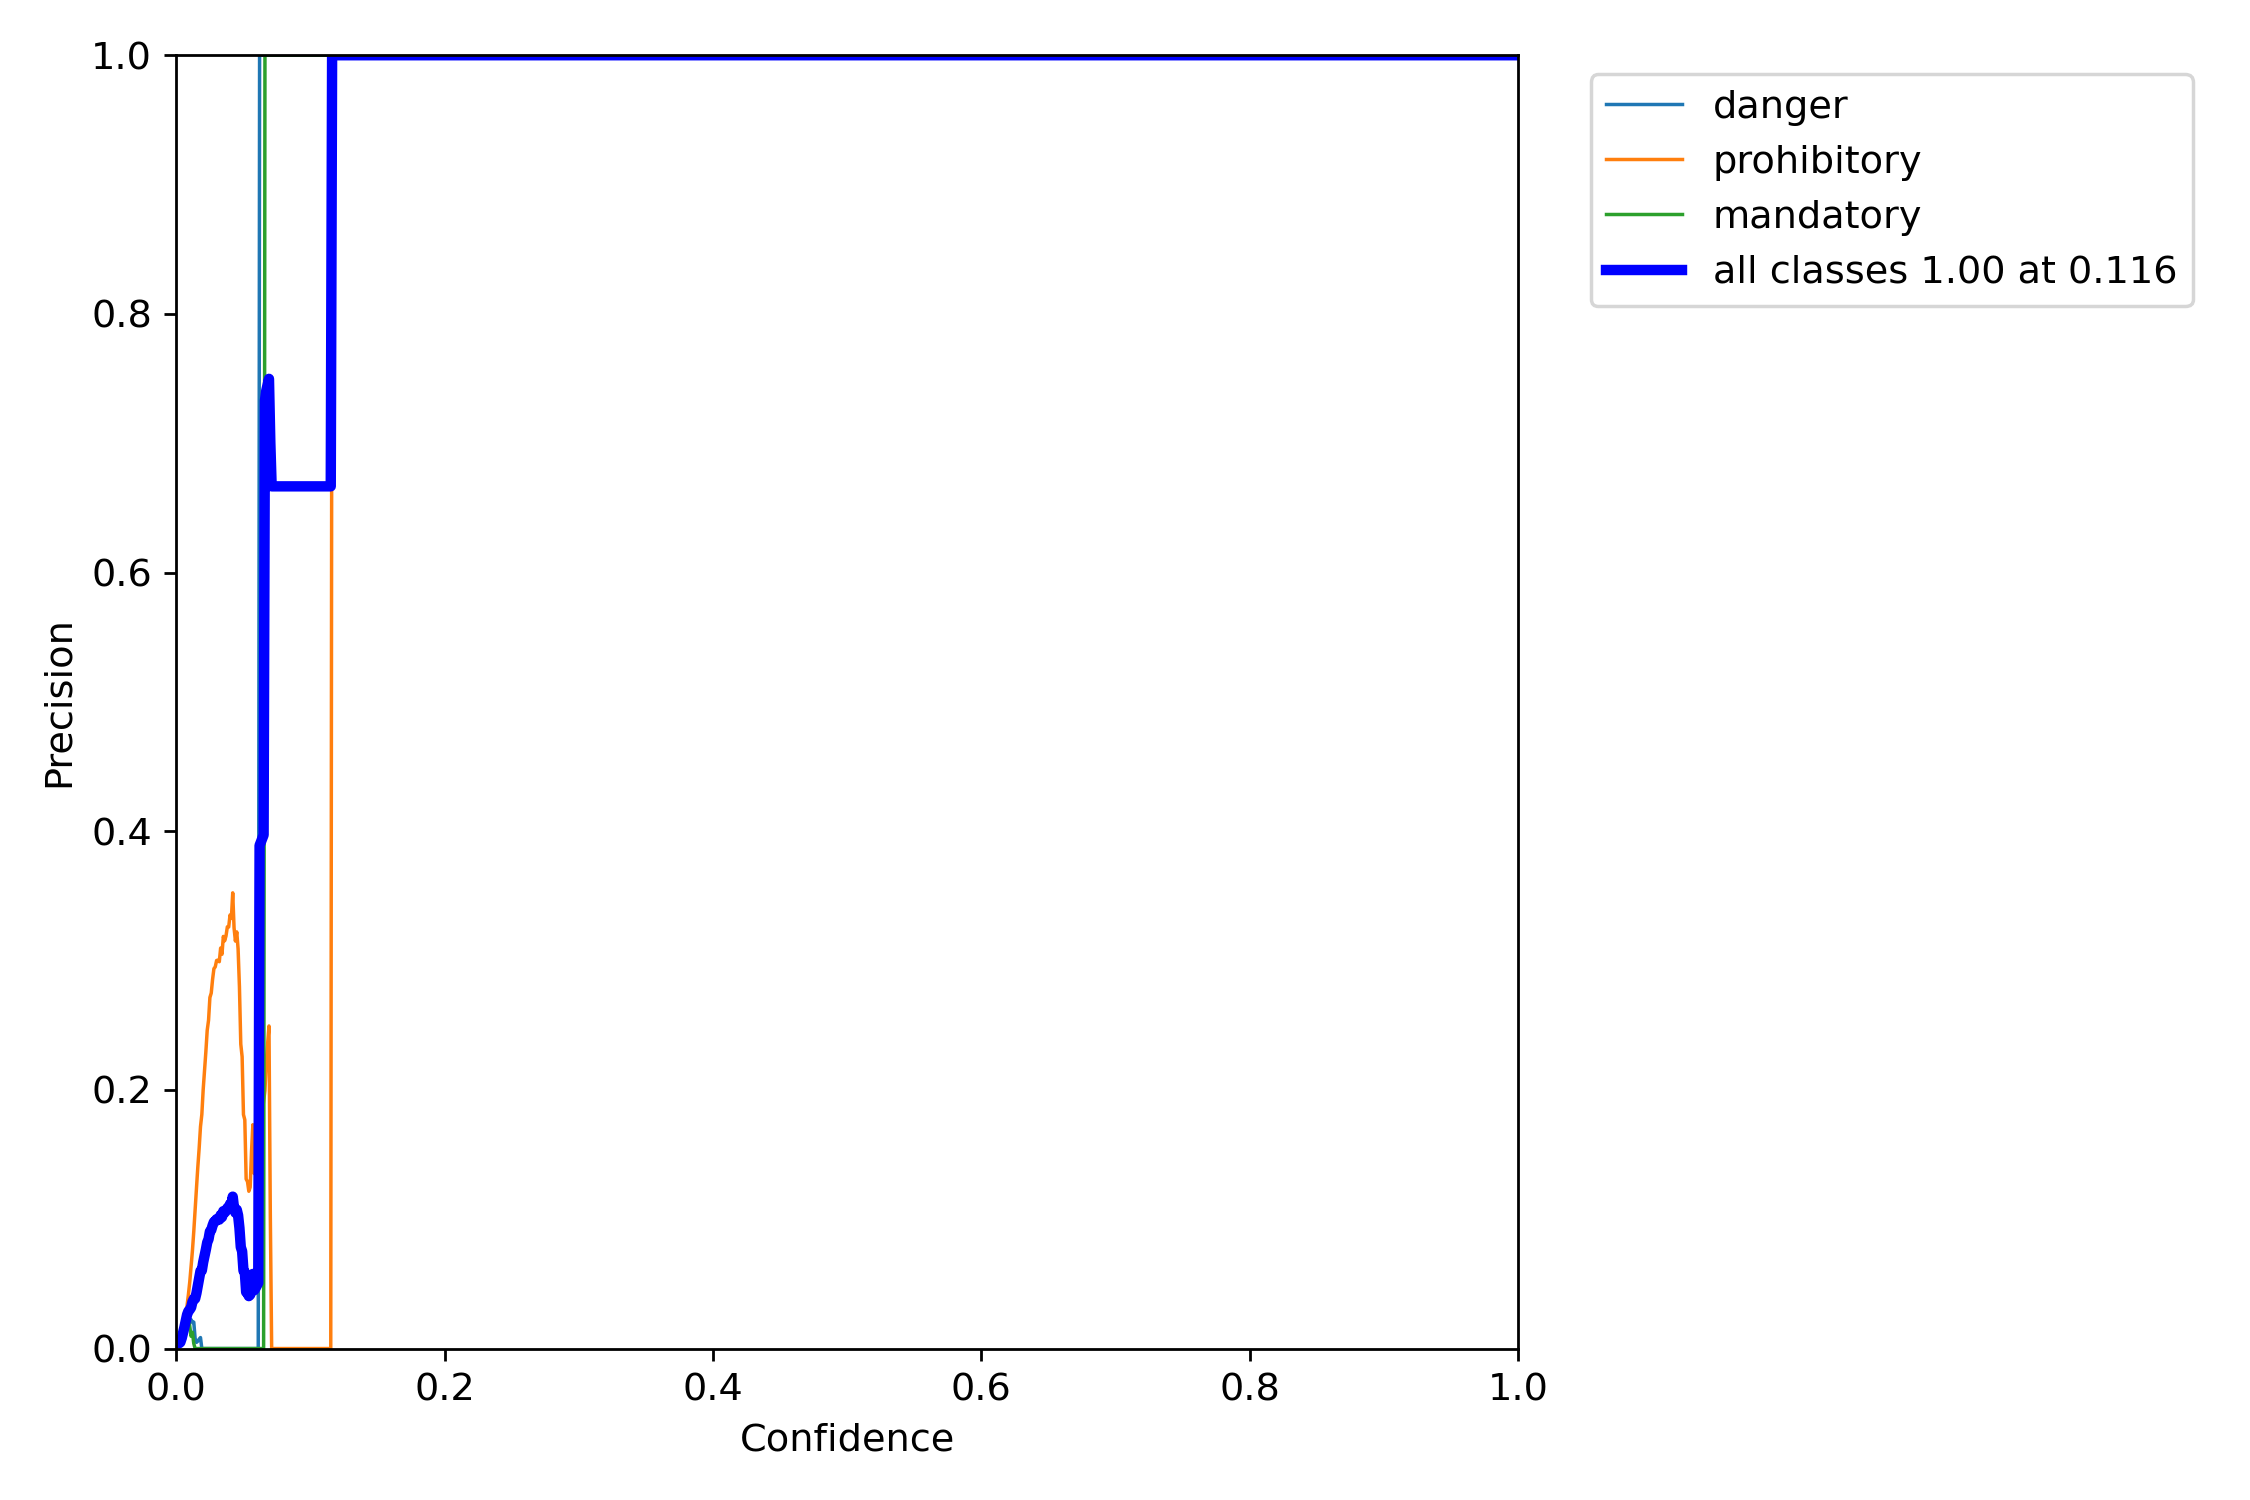 1.0
0.8
0.6
0.4
0.2
0.0
Precision
0.0 0.2 0.4 0.6 0.8 1.0
Confidence
danger
prohibitory
mandatory
all classes 1.00 at 0.116